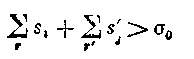 ∑_r s_i + ∑_{r'} s'_j > σ_0